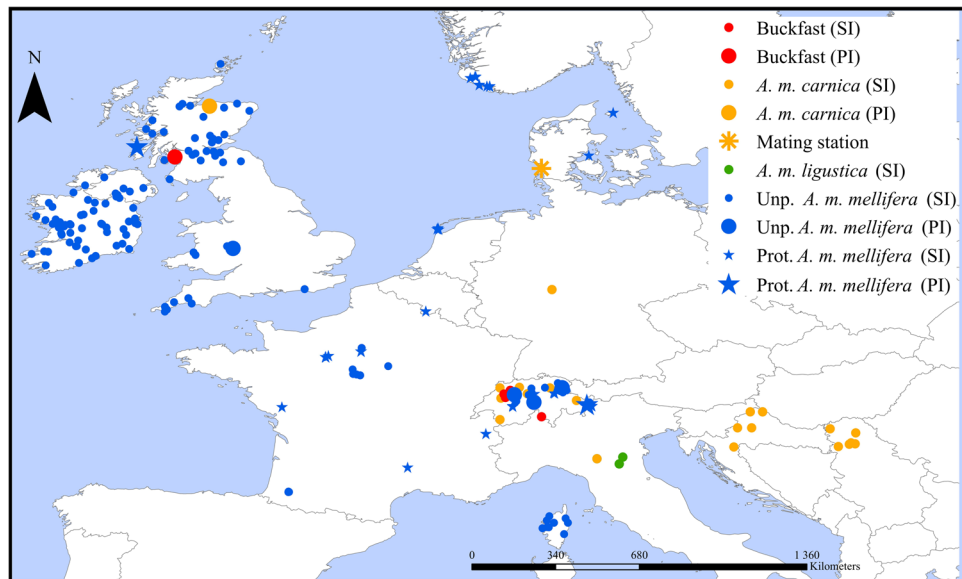 N
Buckfast (SI)
Buckfast (PI)
A. m. carnica (SI)
A. m. carnica (PI)
Mating station
A. m. ligustica (SI)
Unp. A. m. mellifera (SI)
Unp. A. m. mellifera (PI)
Prot. A. m. mellifera (SI)
Prot. A. m. mellifera (PI)
0 340 680 1 360
Kilometers